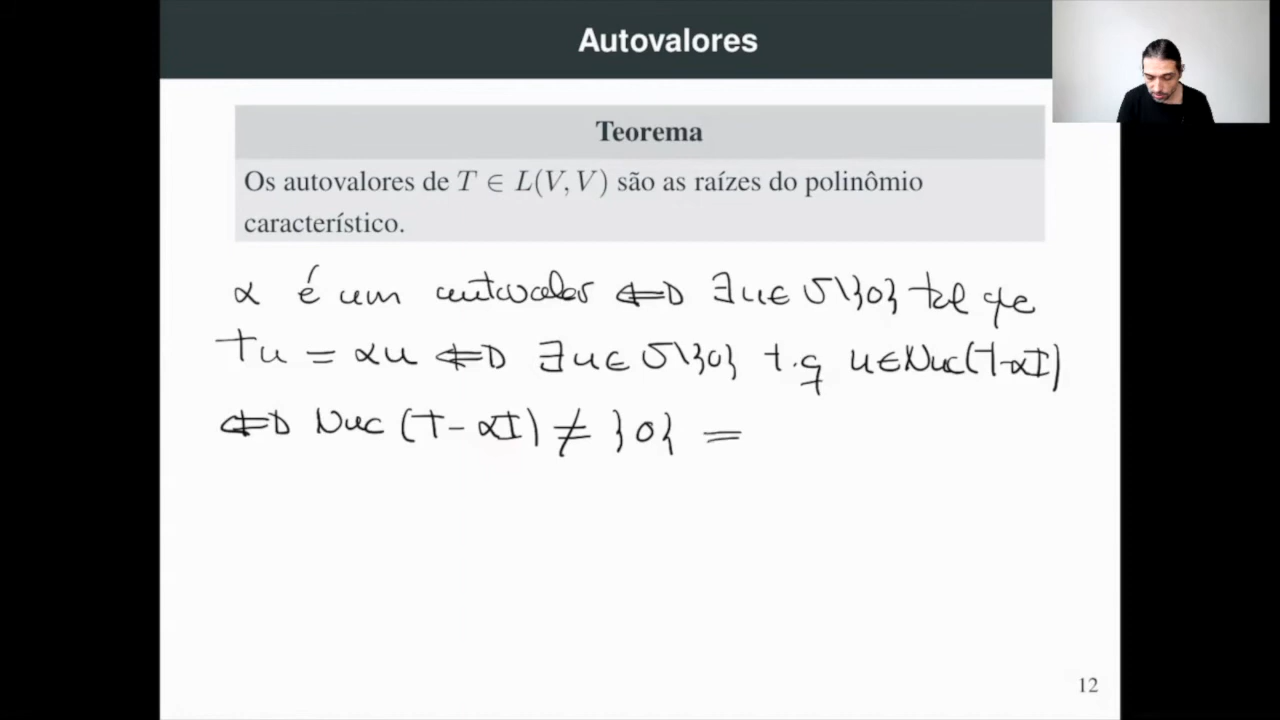 Autovalores
Teorema
Os autovalores de T ∈ L(V, V) são as raízes do polinômio
característico.
α é um autovalor ⟺ ∃u∈ V\{0} tal que
Tu = αu ⟺ ∃u∈ V\{0} t.q u∈Nuc(T-αI)
⟺ Nuc (T-αI) ≠ {0} =
12